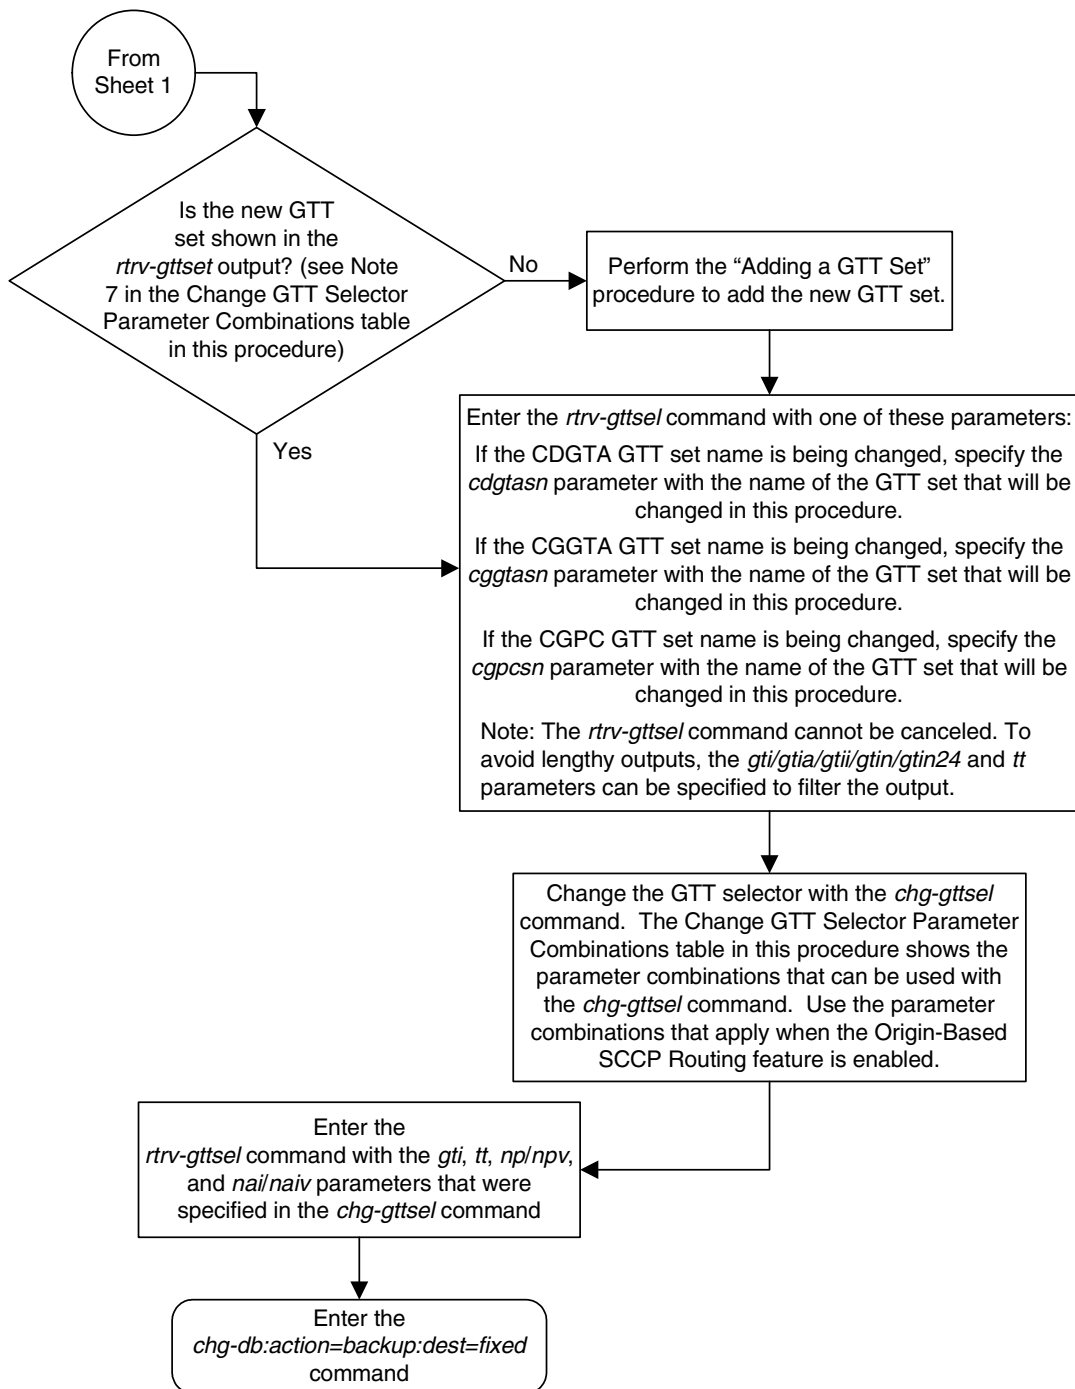 From
Sheet 1
Is the new GTT
set shown in the
rtrv-gttset output? (see Note
7 in the Change GTT Selector
Parameter Combinations table
in this procedure)
No
Perform the “Adding a GTT Set”
procedure to add the new GTT set.
Yes
Enter the rtrv-gttsel command with one of these parameters:
If the CDGTA GTT set name is being changed, specify the
cdgtasn parameter with the name of the GTT set that will be
changed in this procedure.
If the CGGTA GTT set name is being changed, specify the
cggtasn parameter with the name of the GTT set that will be
changed in this procedure.
If the CGPC GTT set name is being changed, specify the
cgpcsn parameter with the name of the GTT set that will be
changed in this procedure.
Note: The rtrv-gttsel command cannot be canceled. To
avoid lengthy outputs, the gti/gtia/gtii/gtin/gtin24 and tt
parameters can be specified to filter the output.
Change the GTT selector with the chg-gttsel
command.  The Change GTT Selector Parameter
Combinations table in this procedure shows the
parameter combinations that can be used with
the chg-gttsel command.  Use the parameter
combinations that apply when the Origin-Based
SCCP Routing feature is enabled.
Enter the
rtrv-gttsel command with the gti, tt, np/npv,
and nai/naiv parameters that were
specified in the chg-gttsel command
Enter the
chg-db:action=backup:dest=fixed
command